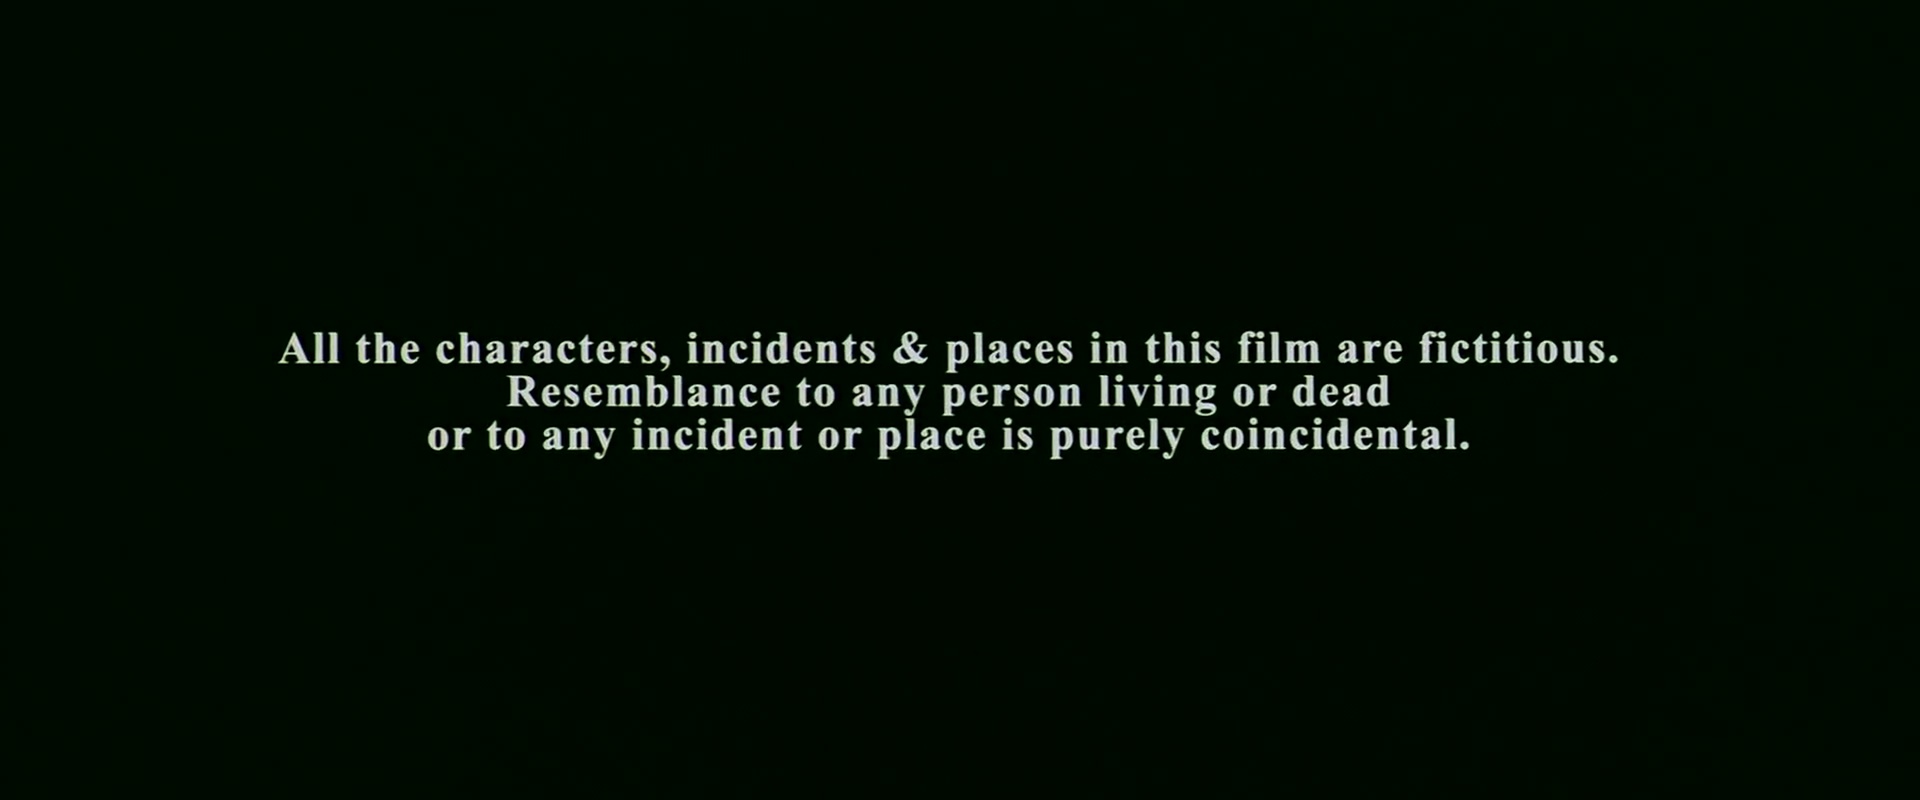 All the characters, incidents & places in this film are fictitious.
Resemblance to any person living or dead
or to any incident or place is purely coincidental.